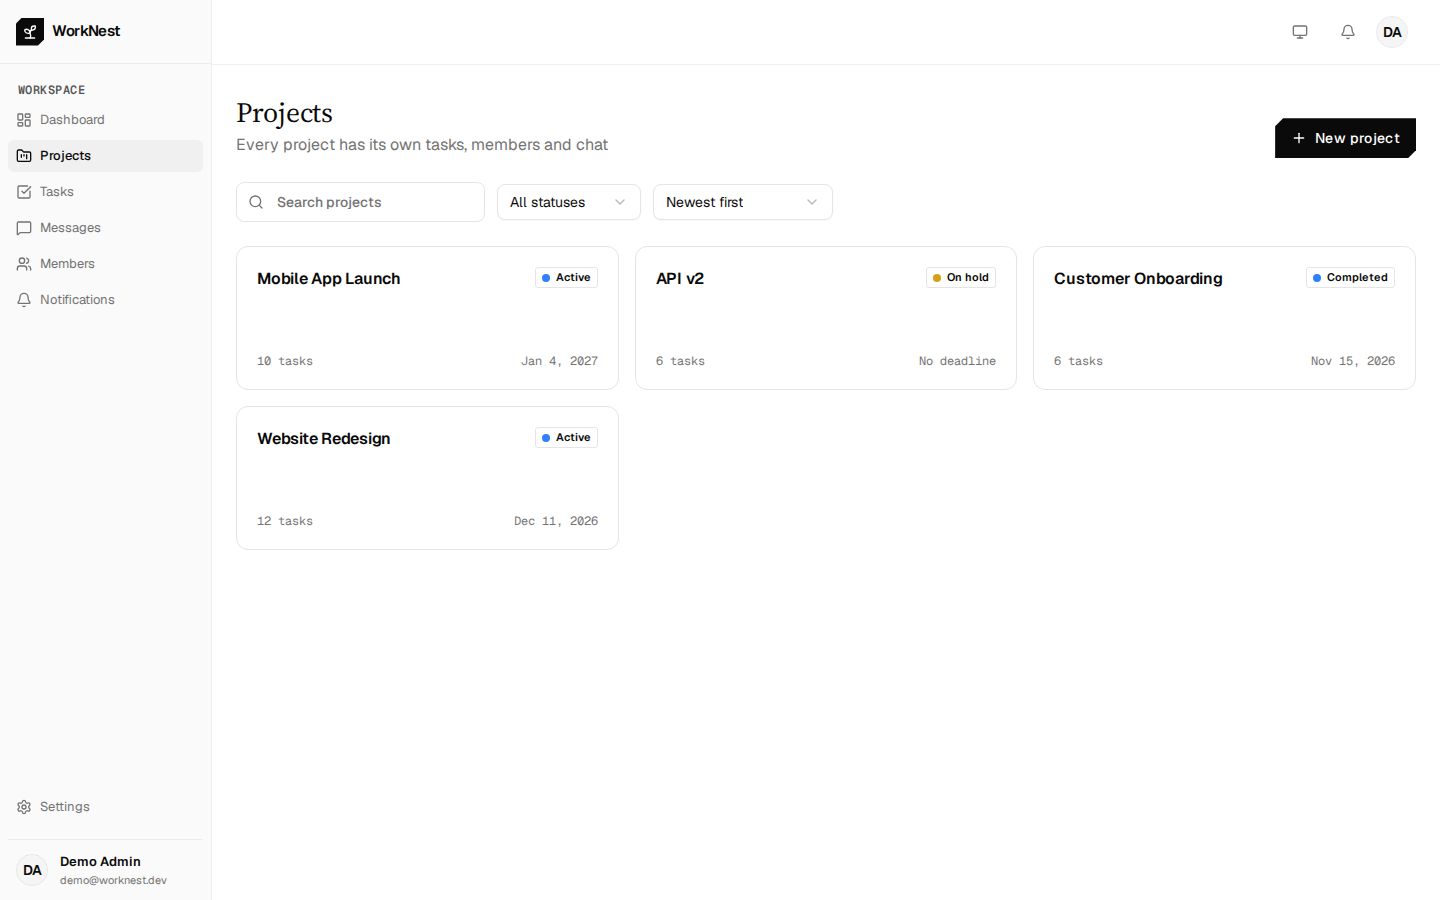 WorkNest
DA
WORKSPACE
Dashboard
Projects
Tasks
Messages
Members
Notifications
Settings
DA
Demo Admin
demo@worknest.dev
Projects
Every project has its own tasks, members and chat
New project
Search projects
All statuses
Newest first
Mobile App Launch
Active
10 tasks
Jan 4, 2027
API v2
On hold
6 tasks
No deadline
Customer Onboarding
Completed
6 tasks
Nov 15, 2026
Website Redesign
Active
12 tasks
Dec 11, 2026